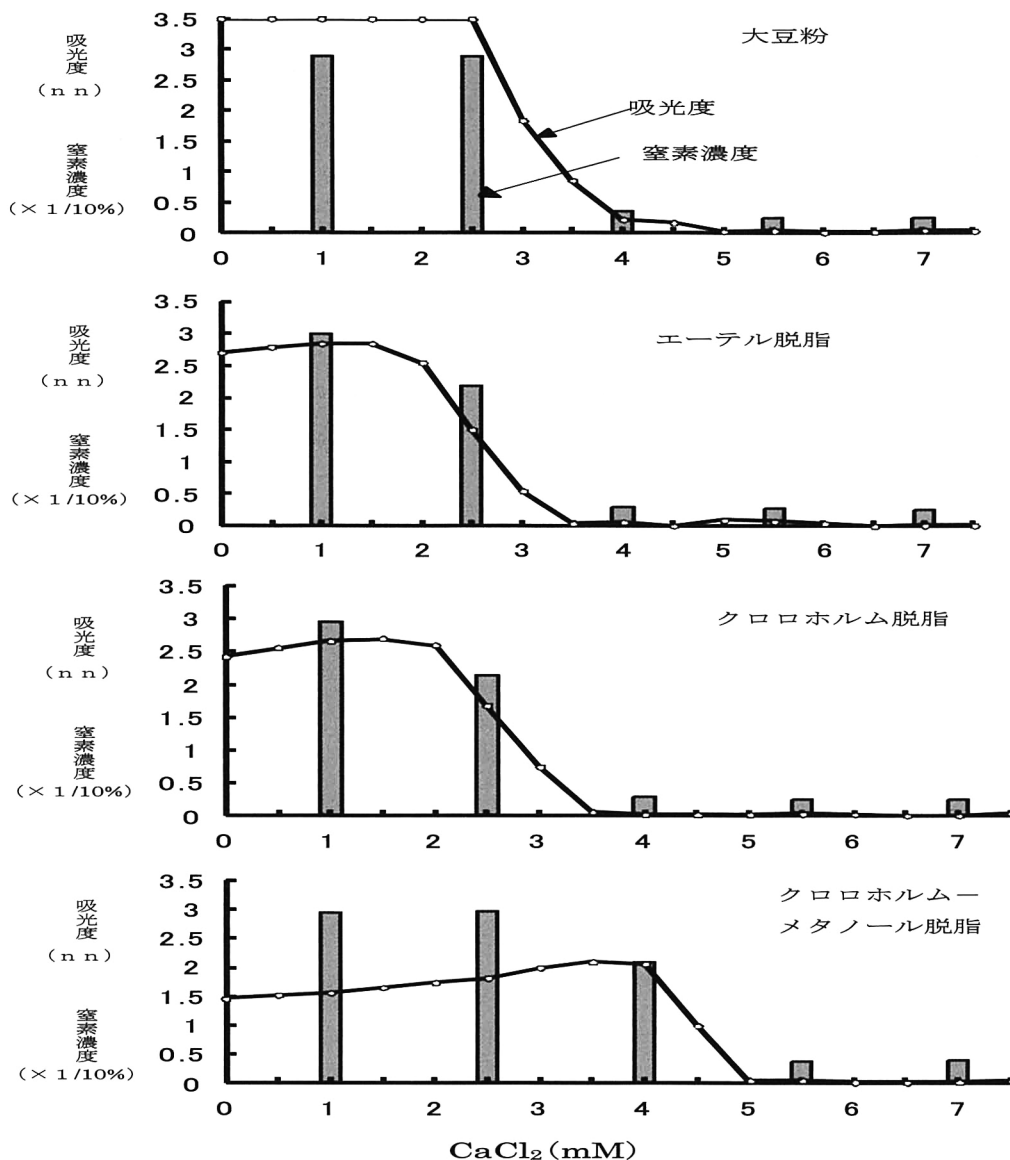 大豆粉
吸光度
(ｎｎ)
窒素濃度
(×1/10%)
3.5
3
2.5
2
1.5
1
0.5
0
吸光度
窒素濃度
0 1 2 3 4 5 6 7
エーテル脱脂
吸光度
(ｎｎ)
窒素濃度
(×1/10%)
3.5
3
2.5
2
1.5
1
0.5
0
0 1 2 3 4 5 6 7
クロロホルム脱脂
吸光度
(ｎｎ)
窒素濃度
(×1/10%)
3.5
3
2.5
2
1.5
1
0.5
0
0 1 2 3 4 5 6 7
クロロホルムー
メタノール脱脂
吸光度
(ｎｎ)
窒素濃度
(×1/10%)
3.5
3
2.5
2
1.5
1
0.5
0
0 1 2 3 4 5 6 7
CaCl₂(mM)